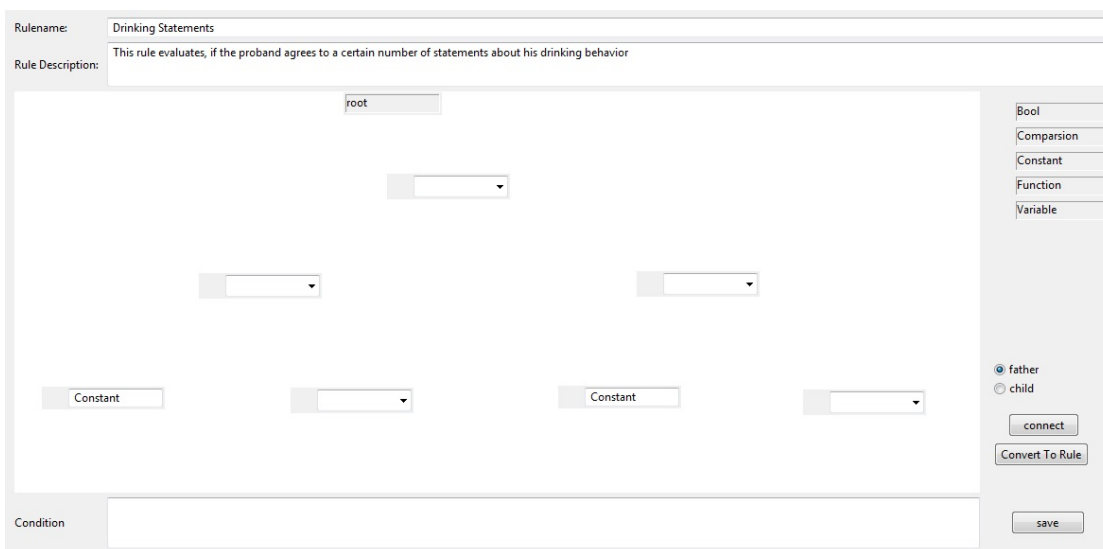 Rulename:
Drinking Statements
Rule Description:
This rule evaluates, if the proband agrees to a certain number of statements about his drinking behavior
root
Bool
Comparsion
Constant
Function
Variable
father
child
Constant
Constant
connect
Convert To Rule
Condition
save